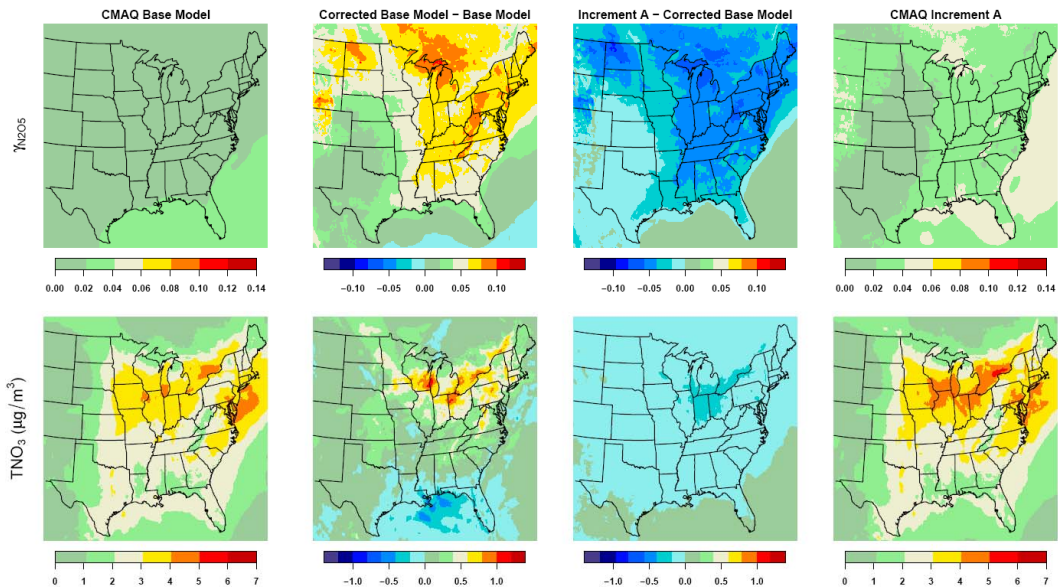 CMAQ Base Model
Corrected Base Model − Base Model
Increment A − Corrected Base Model
CMAQ Increment A
γN2O5
0.00 0.02 0.04 0.06 0.08 0.10 0.12 0.14
−0.10 −0.05 0.00 0.05 0.10
−0.10 −0.05 0.00 0.05 0.10
0.00 0.02 0.04 0.06 0.08 0.10 0.12 0.14
TNO₃ (μg/m³)
0 1 2 3 4 5 6 7
−1.0 −0.5 0.0 0.5 1.0
−1.0 −0.5 0.0 0.5 1.0
0 1 2 3 4 5 6 7